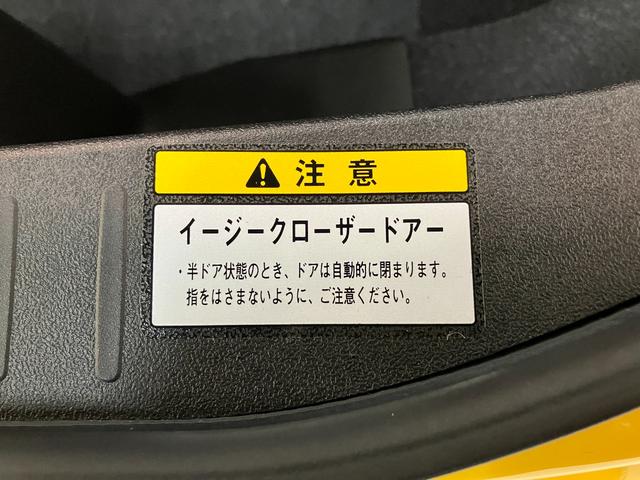 注意
イージークローザードアー
・半ドア状態のとき、ドアは自動的に閉まります。
指をはさまないように、ご注意ください。